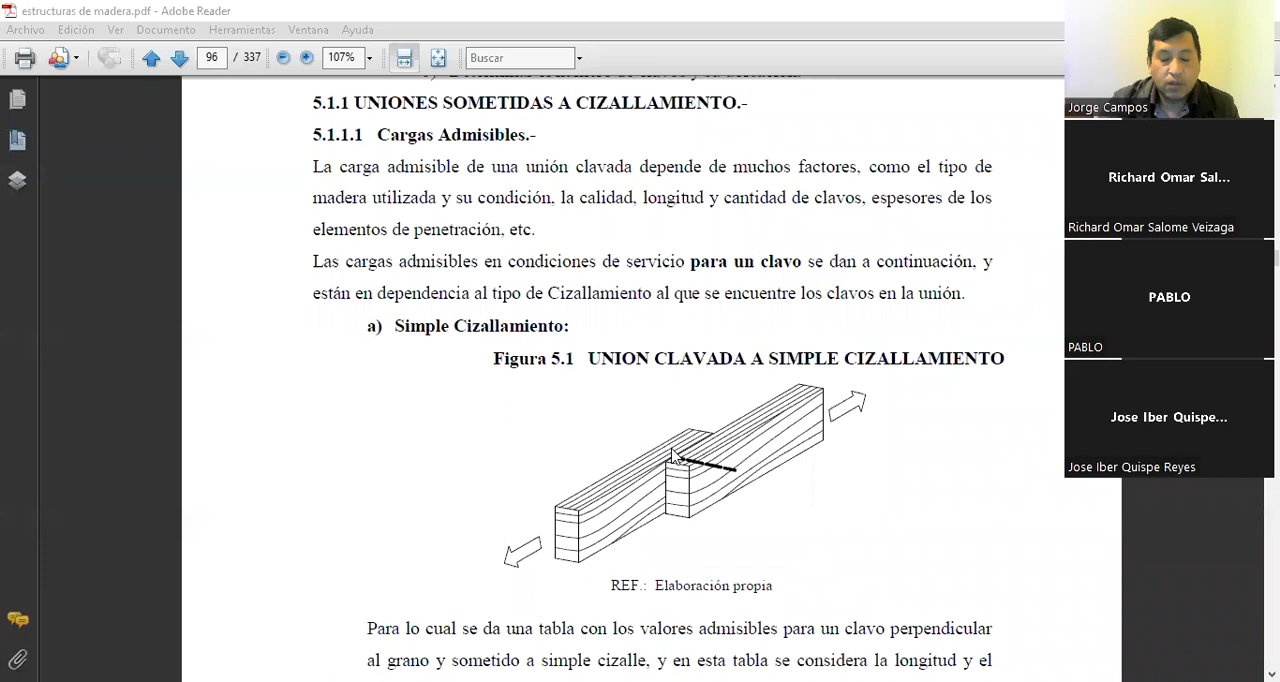 estructuras de madera.pdf - Adobe Reader
Archivo Edición Ver Documento Herramientas Ventana Ayuda
96 / 337 107% Buscar
5.1.1 UNIONES SOMETIDAS A CIZALLAMIENTO.-
5.1.1.1 Cargas Admisibles.-
La carga admisible de una unión clavada depende de muchos factores, como el tipo de
madera utilizada y su condición, la calidad, longitud y cantidad de clavos, espesores de los
elementos de penetración, etc.
Las cargas admisibles en condiciones de servicio para un clavo se dan a continuación, y
están en dependencia al tipo de Cizallamiento al que se encuentre los clavos en la unión.
a) Simple Cizallamiento:
Figura 5.1 UNION CLAVADA A SIMPLE CIZALLAMIENTO
REF.: Elaboración propia
Para lo cual se da una tabla con los valores admisibles para un clavo perpendicular
al grano y sometido a simple cizalle, y en esta tabla se considera la longitud y el
Jorge Campos
Richard Omar Sal...
Richard Omar Salome Veizaga
PABLO
PABLO
Jose Iber Quispe...
Jose Iber Quispe Reyes